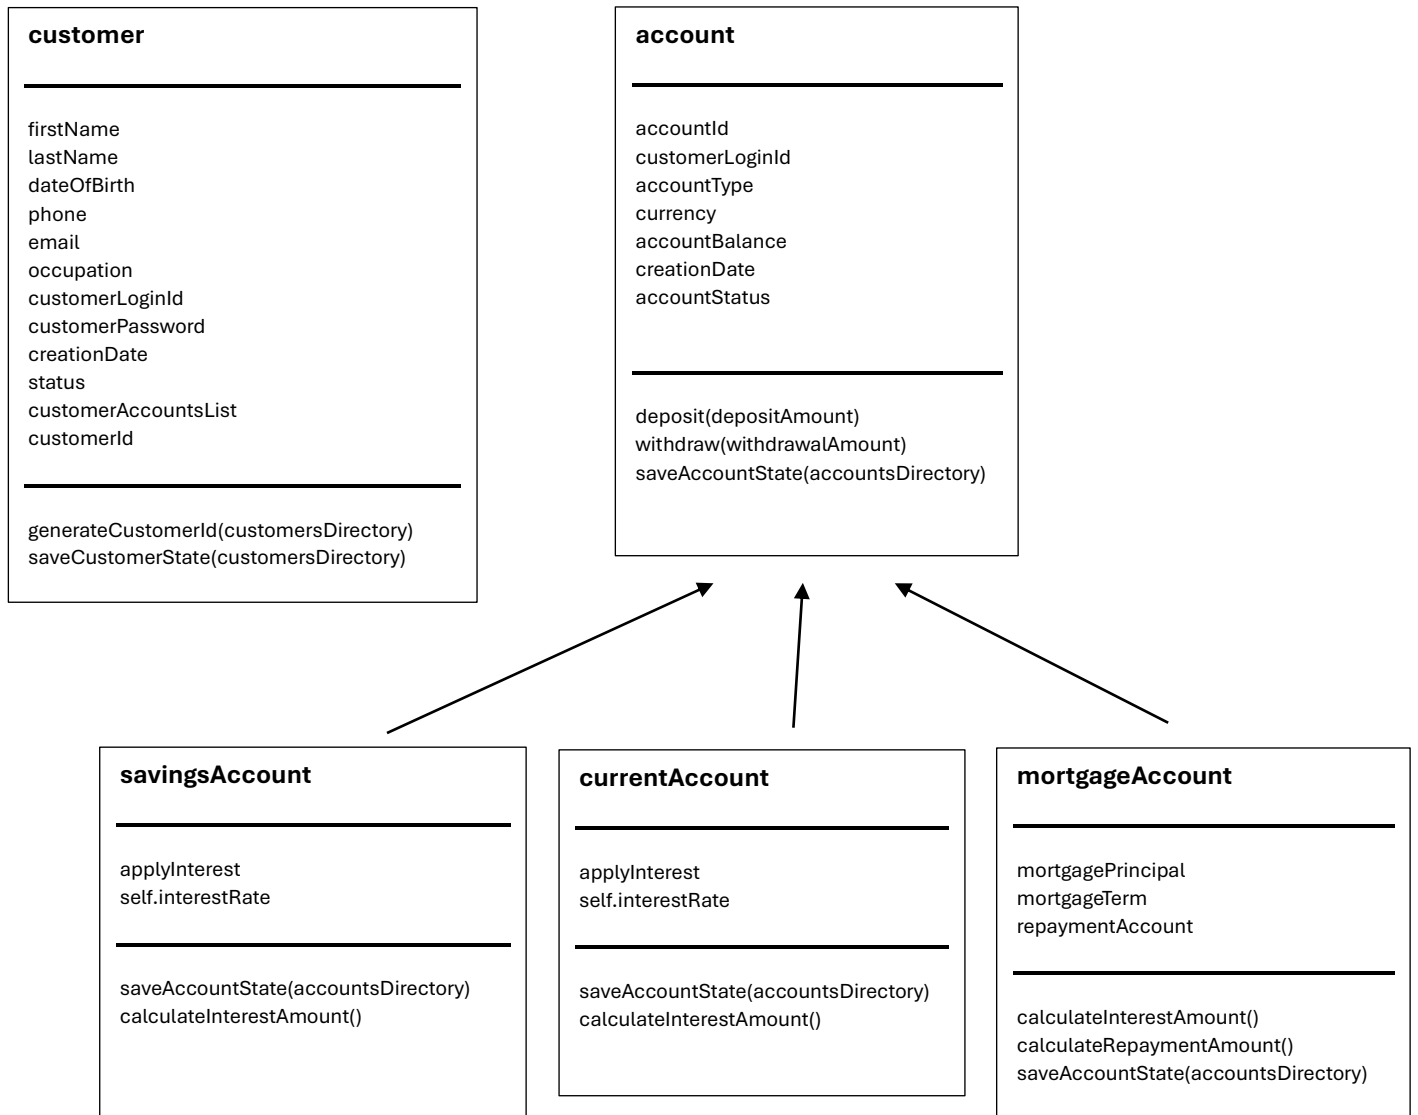 customer
firstName
lastName
dateOfBirth
phone
email
occupation
customerLoginId
customerPassword
creationDate
status
customerAccountsList
customerId
generateCustomerId(customersDirectory)
saveCustomerState(customersDirectory)
account
accountId
customerLoginId
accountType
currency
accountBalance
creationDate
accountStatus
deposit(depositAmount)
withdraw(withdrawalAmount)
saveAccountState(accountsDirectory)
savingsAccount
applyInterest
self.interestRate
saveAccountState(accountsDirectory)
calculateInterestAmount()
currentAccount
applyInterest
self.interestRate
saveAccountState(accountsDirectory)
calculateInterestAmount()
mortgageAccount
mortgagePrincipal
mortgageTerm
repaymentAccount
calculateInterestAmount()
calculateRepaymentAmount()
saveAccountState(accountsDirectory)